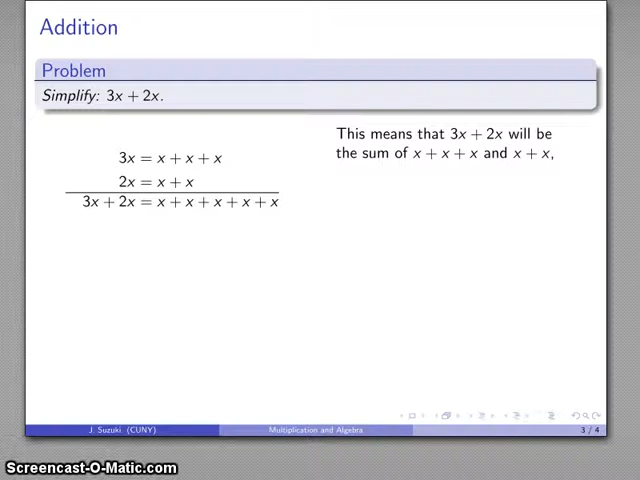 Addition
Problem
Simplify: 3x + 2x.
This means that 3x + 2x will be
the sum of x + x + x and x + x,
3x = x + x + x
2x = x + x
3x + 2x = x + x + x + x + x
J. Suzuki (CUNY)
Multiplication and Algebra
3 / 4
Screencast-O-Matic.com